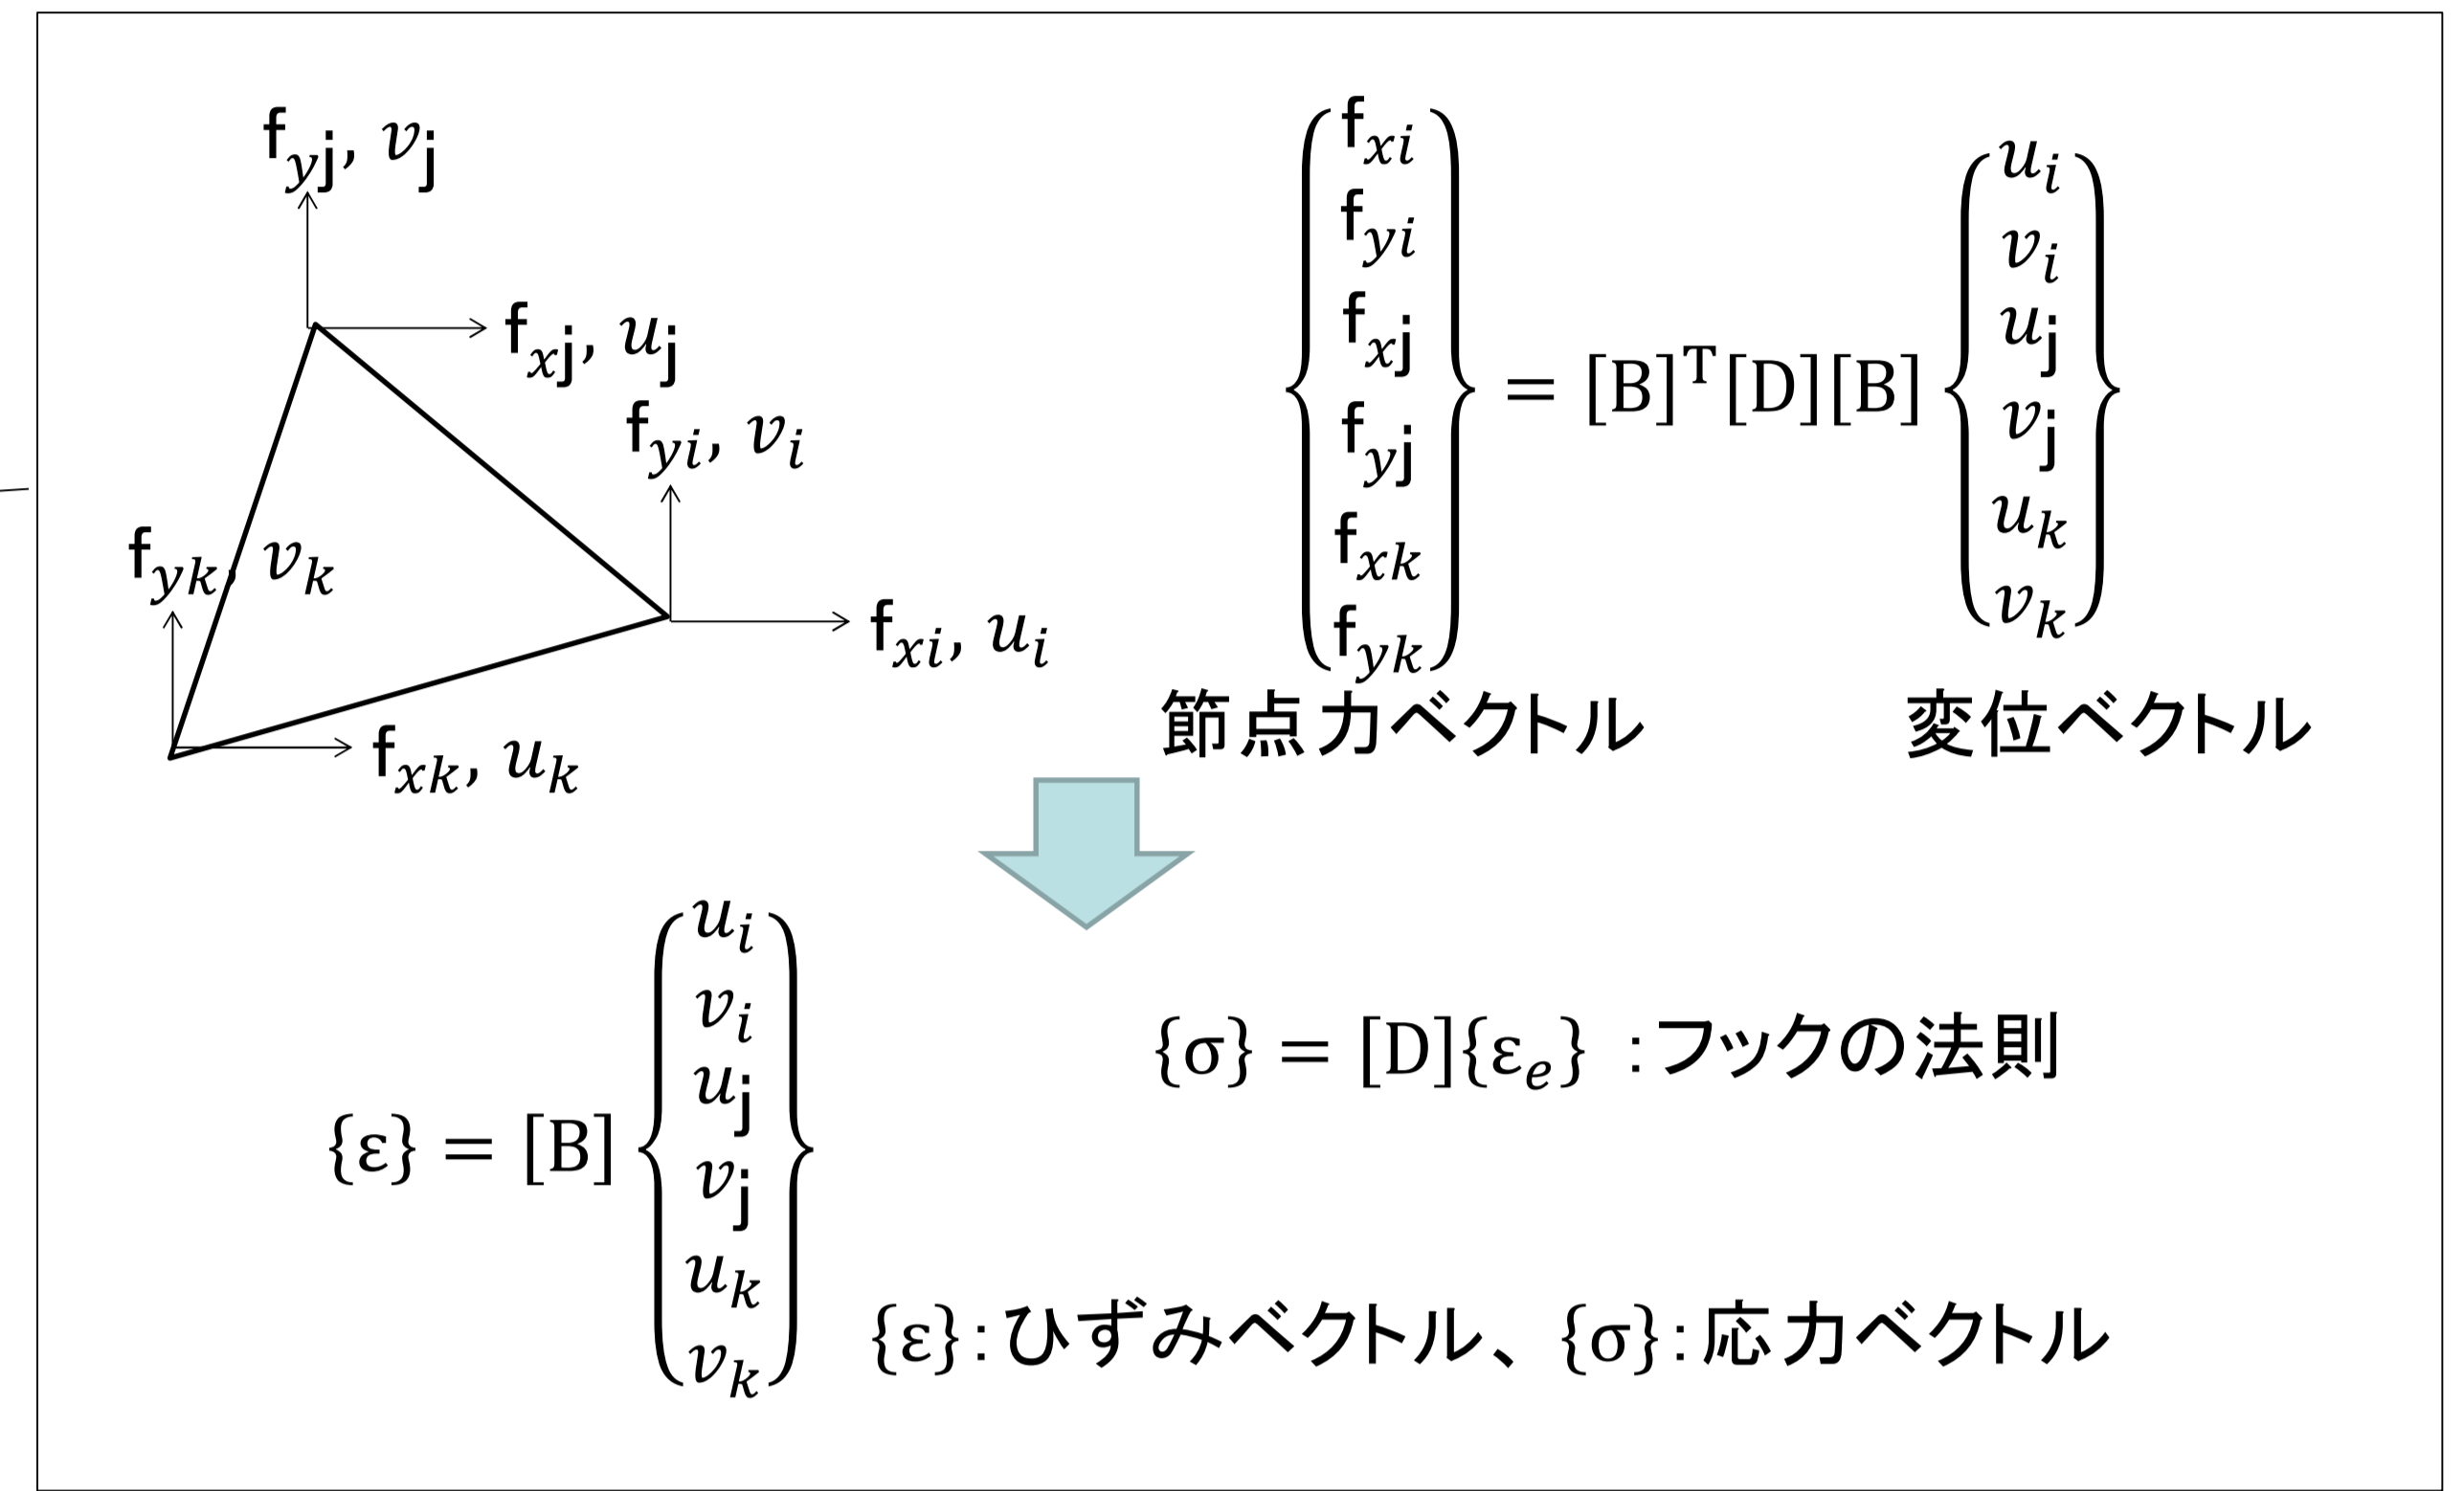 f_yj, v_j
f_xj, u_j
f_yi, v_i
f_yk, v_k
f_xi, u_i
f_xk, u_k
{f_xi f_yi f_xj f_yj f_xk f_yk} = [B]^T[D][B] {u_i v_i u_j v_j u_k v_k}
節点力ベクトル 変位ベクトル
{ε} = [B] {u_i v_i u_j v_j u_k v_k}
{σ} = [D]{ε_e} :フックの法則
{ε}:ひずみベクトル、{σ}:応力ベクトル